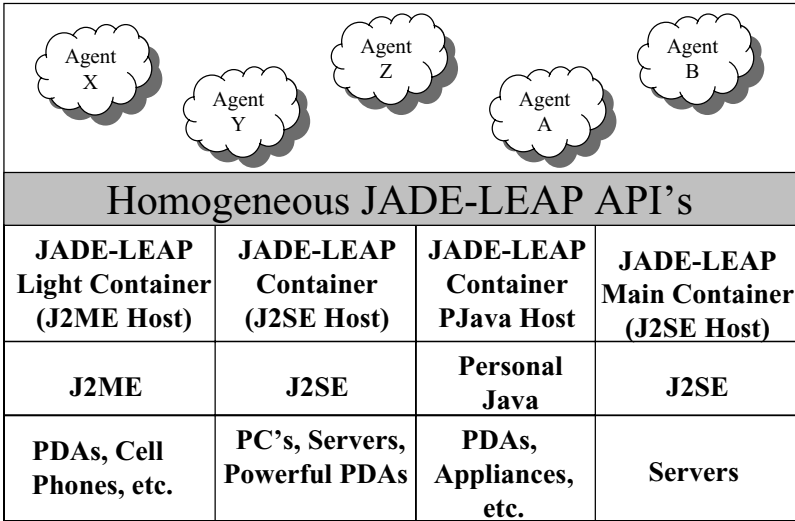 Agent
X
Agent
Y
Agent
Z
Agent
A
Agent
B
Homogeneous JADE-LEAP API's
JADE-LEAP
Light Container
(J2ME Host)
JADE-LEAP
Container
(J2SE Host)
JADE-LEAP
Container
PJava Host
JADE-LEAP
Main Container
(J2SE Host)
J2ME
J2SE
Personal
Java
J2SE
PDAs, Cell
Phones, etc.
PC's, Servers,
Powerful PDAs
PDAs,
Appliances,
etc.
Servers